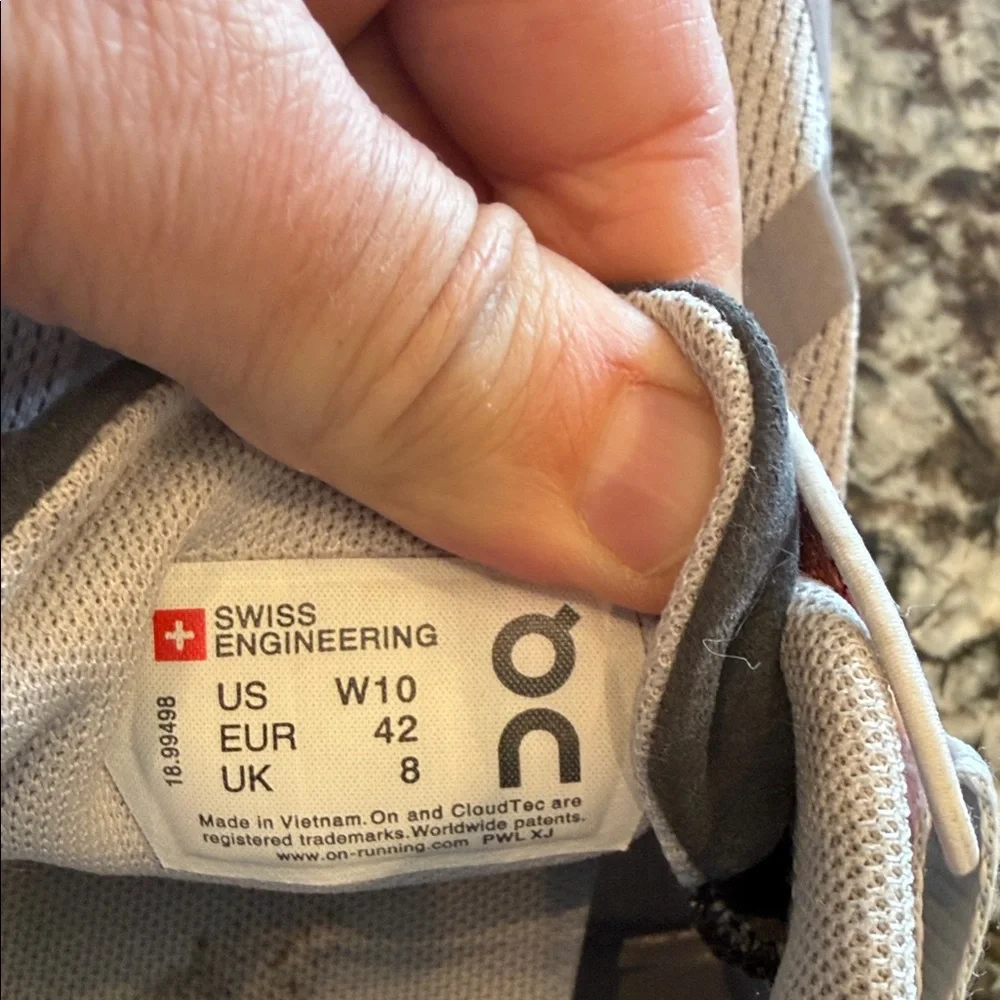 SWISS
ENGINEERING
US W10
EUR 42
UK 8
18.99498
On
Made in Vietnam. On and CloudTec are
registered trademarks. Worldwide patents.
www.on-running.com PWL XJ